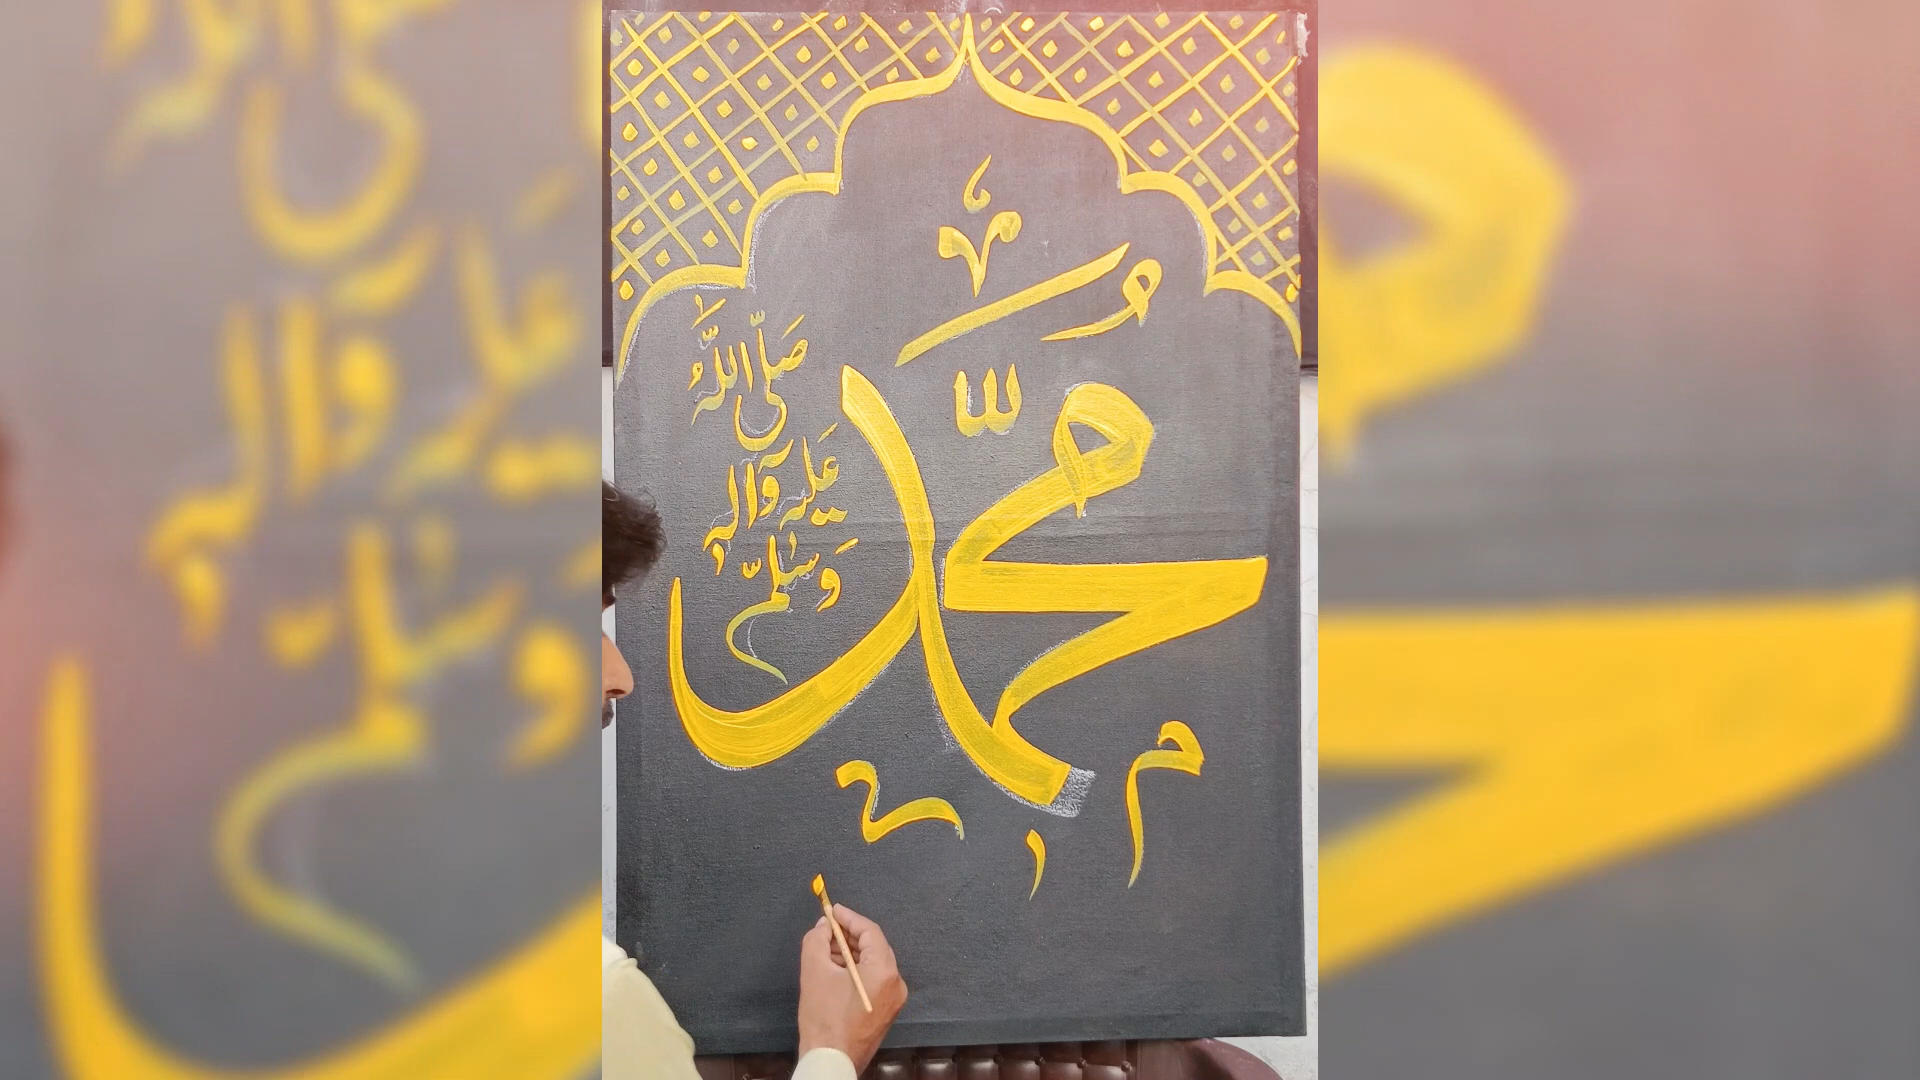 مُحَمَّد
صَلَّى اللّٰهُ
عَلَيْهِ وَآلِهٖ
وَسَلَّمَ